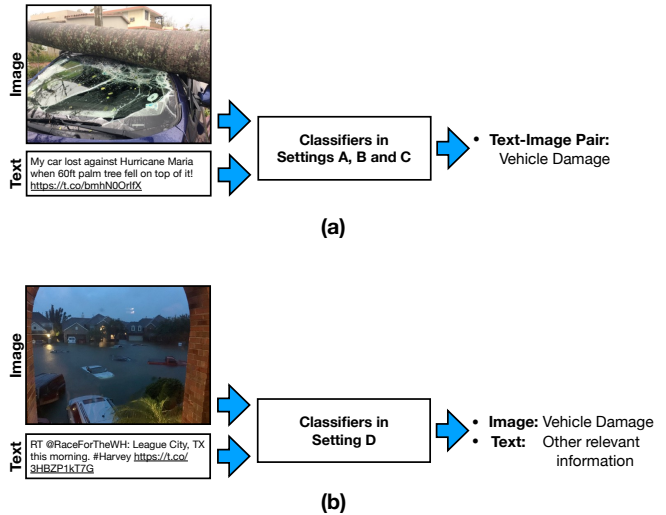 Image
Text
My car lost against Hurricane Maria
when 60ft palm tree fell on top of it!
https://t.co/bmhN0OrlfX
Classifiers in
Settings A, B and C
• Text-Image Pair:
Vehicle Damage
(a)
Image
Text
RT @RaceForTheWH: League City, TX
this morning. #Harvey https://t.co/
3HBZP1kT7G
Classifiers in
Setting D
• Image: Vehicle Damage
• Text: Other relevant
information
(b)